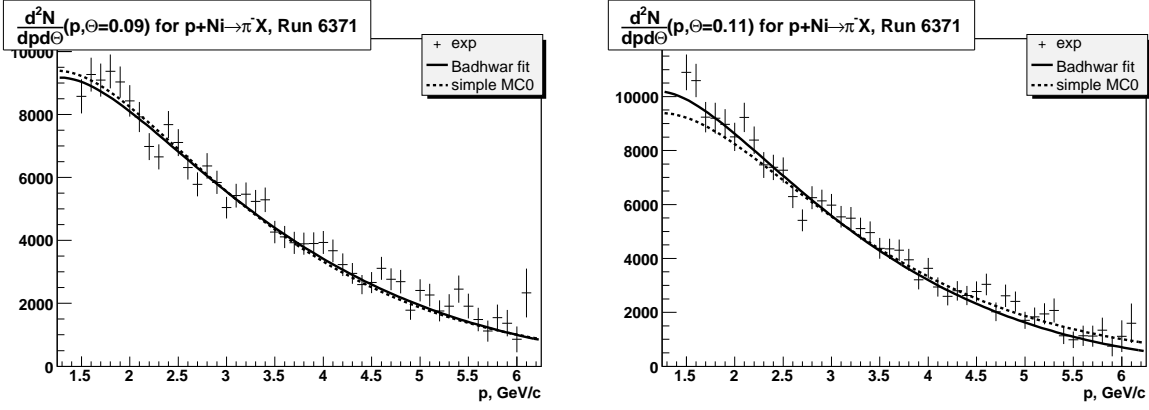 d²N
dpdΘ (p,Θ=0.09) for p+Ni→π⁻X, Run 6371
exp
Badhwar fit
simple MC0
10000
8000
6000
4000
2000
0
1.5 2 2.5 3 3.5 4 4.5 5 5.5 6
p, GeV/c
d²N
dpdΘ (p,Θ=0.11) for p+Ni→π⁻X, Run 6371
exp
Badhwar fit
simple MC0
10000
8000
6000
4000
2000
0
1.5 2 2.5 3 3.5 4 4.5 5 5.5 6
p, GeV/c